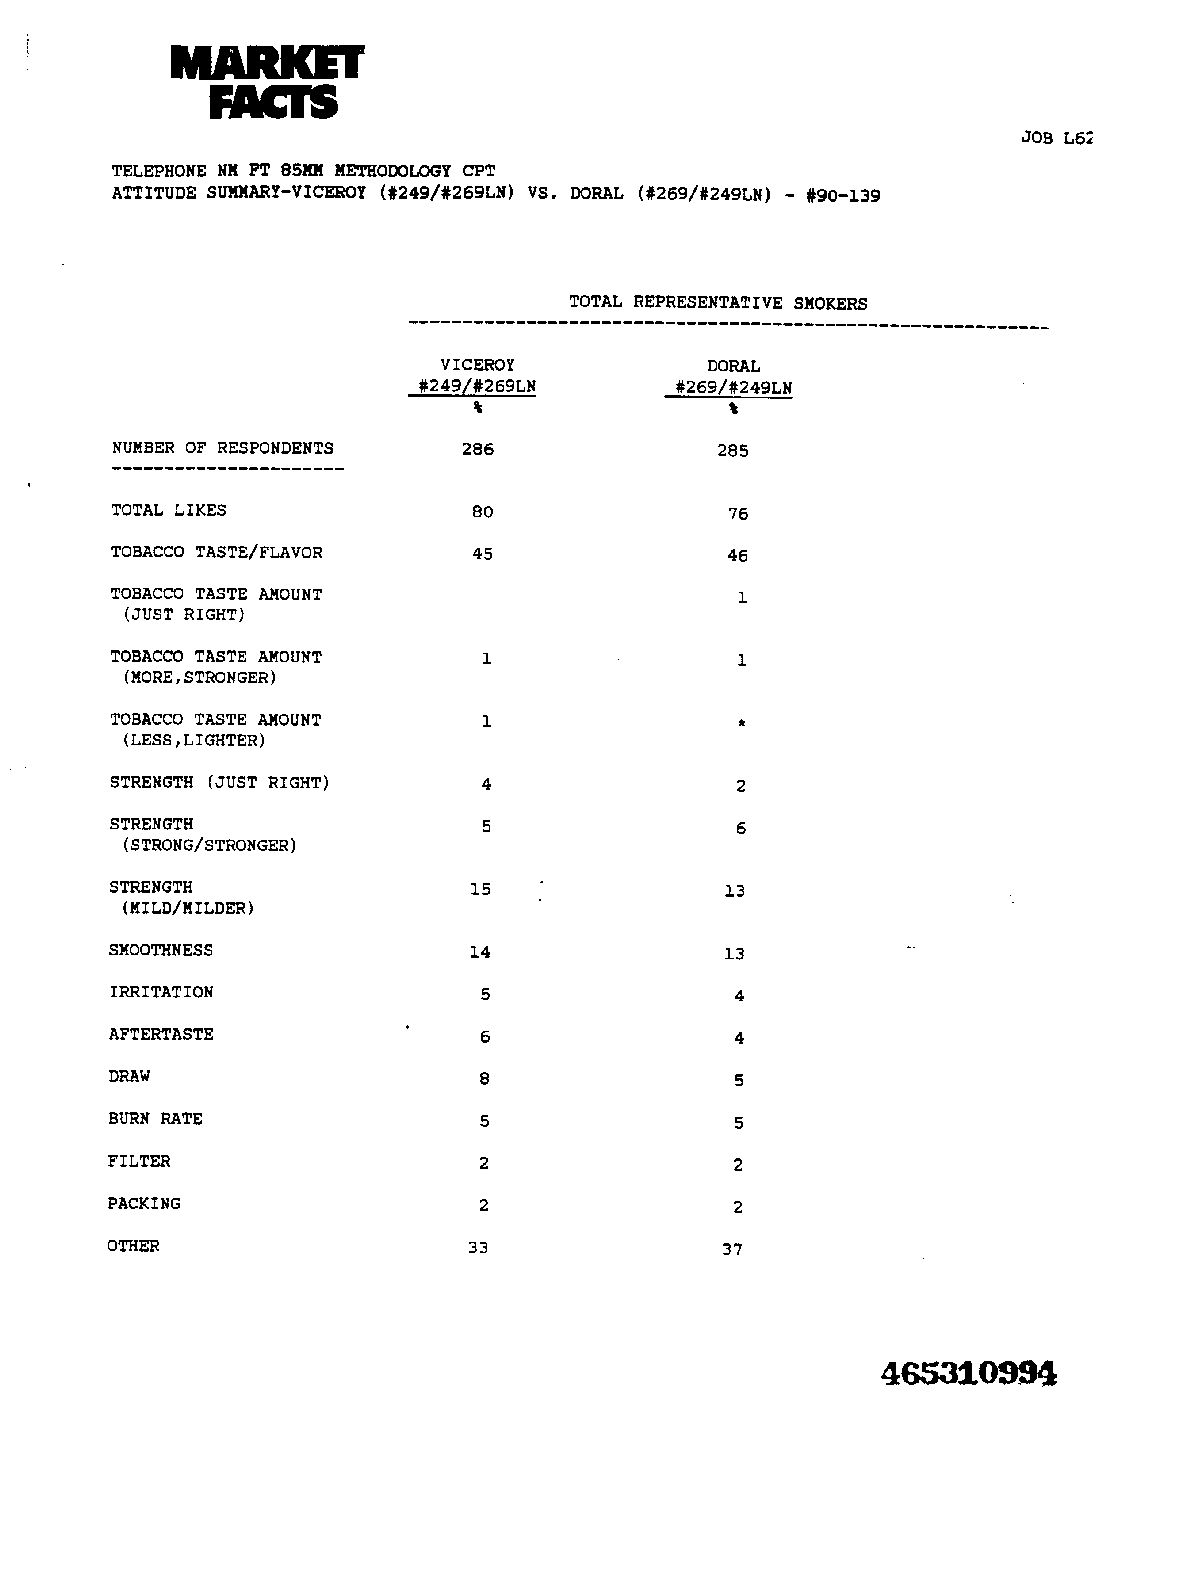 MARKET
FACTS
JOB L62
TELEPHONE NM FT 85MM METHODOLOGY CPT
ATTITUDE SUMMARY-VICEROY (#249/#269LN) VS. DORAL (#269/#249LN) - #90-139
TOTAL REPRESENTATIVE SMOKERS
VICEROY DORAL
#249/#269LN #269/#249LN
% %
NUMBER OF RESPONDENTS 286 285
TOTAL LIKES 80 76
TOBACCO TASTE/FLAVOR 45 46
TOBACCO TASTE AMOUNT 1
(JUST RIGHT)
TOBACCO TASTE AMOUNT 1 1
(MORE,STRONGER)
TOBACCO TASTE AMOUNT 1 *
(LESS,LIGHTER)
STRENGTH (JUST RIGHT) 4 2
STRENGTH 5 6
(STRONG/STRONGER)
STRENGTH 15 13
(MILD/MILDER)
SMOOTHNESS 14 13
IRRITATION 5 4
AFTERTASTE 6 4
DRAW 8 5
BURN RATE 5 5
FILTER 2 2
PACKING 2 2
OTHER 33 37
465310994